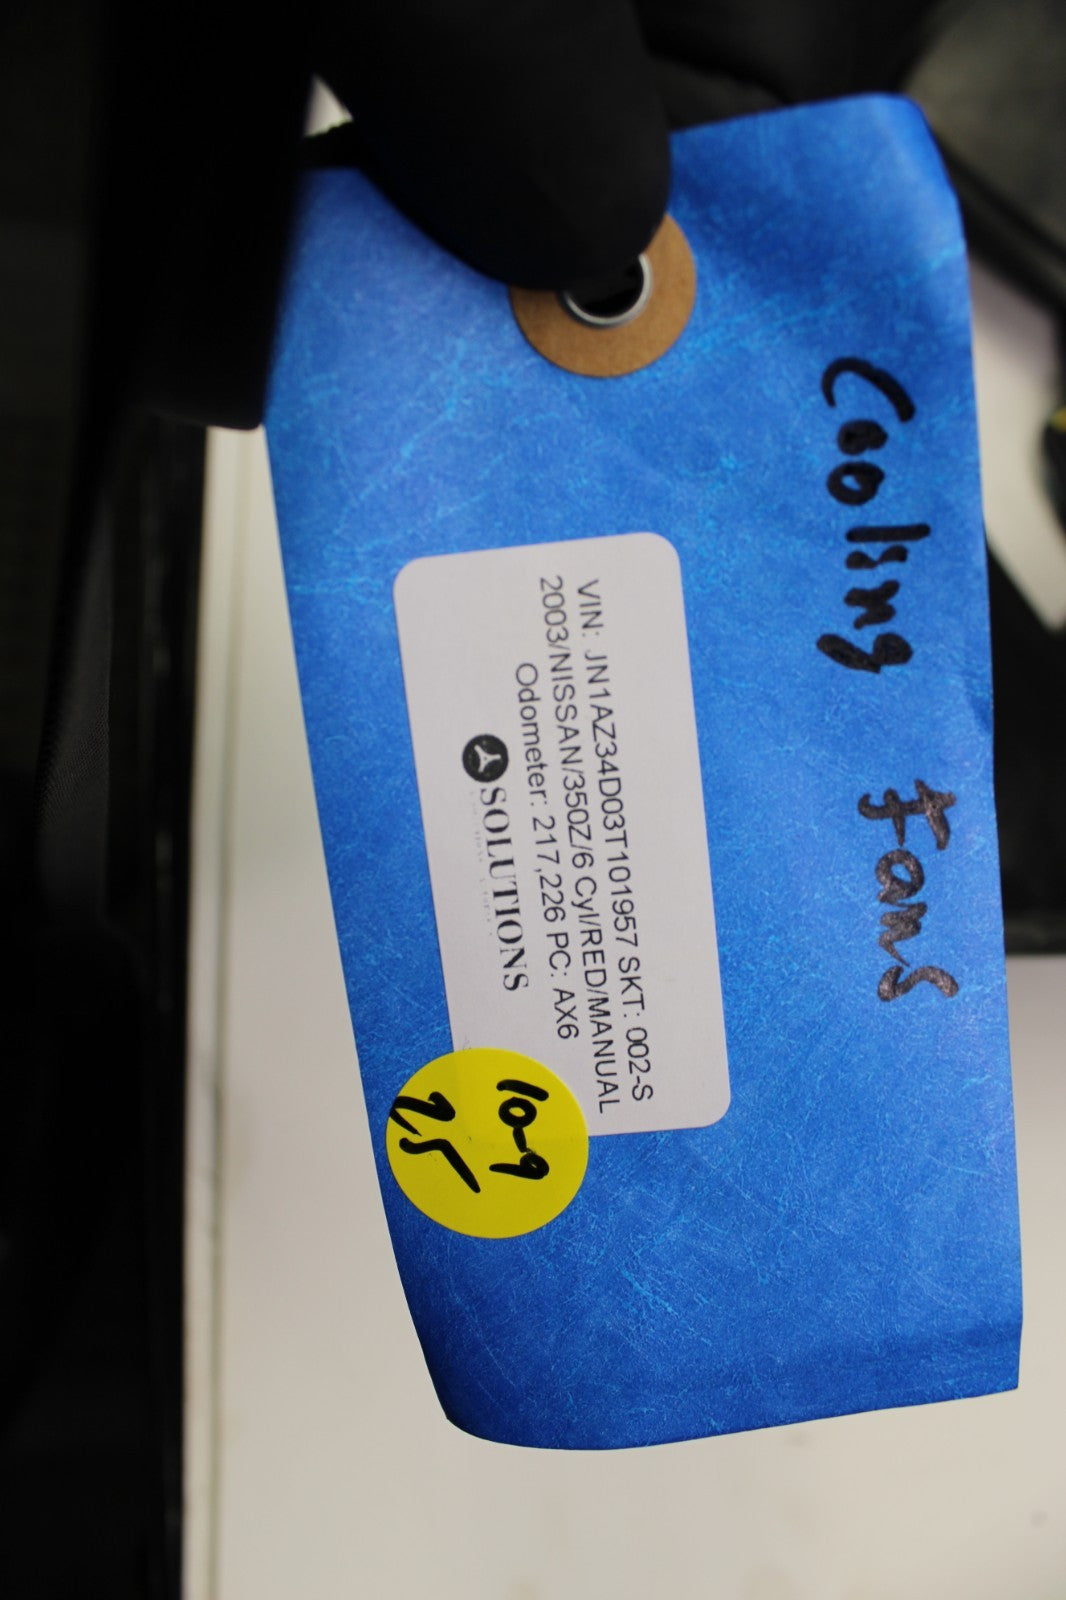 Cooling Fans
VIN: JN1AZ34D03T101957 SKT: 002-S
2003/NISSAN/350Z/6 Cyl/RED/MANUAL
Odometer: 217,226 PC: AX6
SOLUTIONS
10-9
25